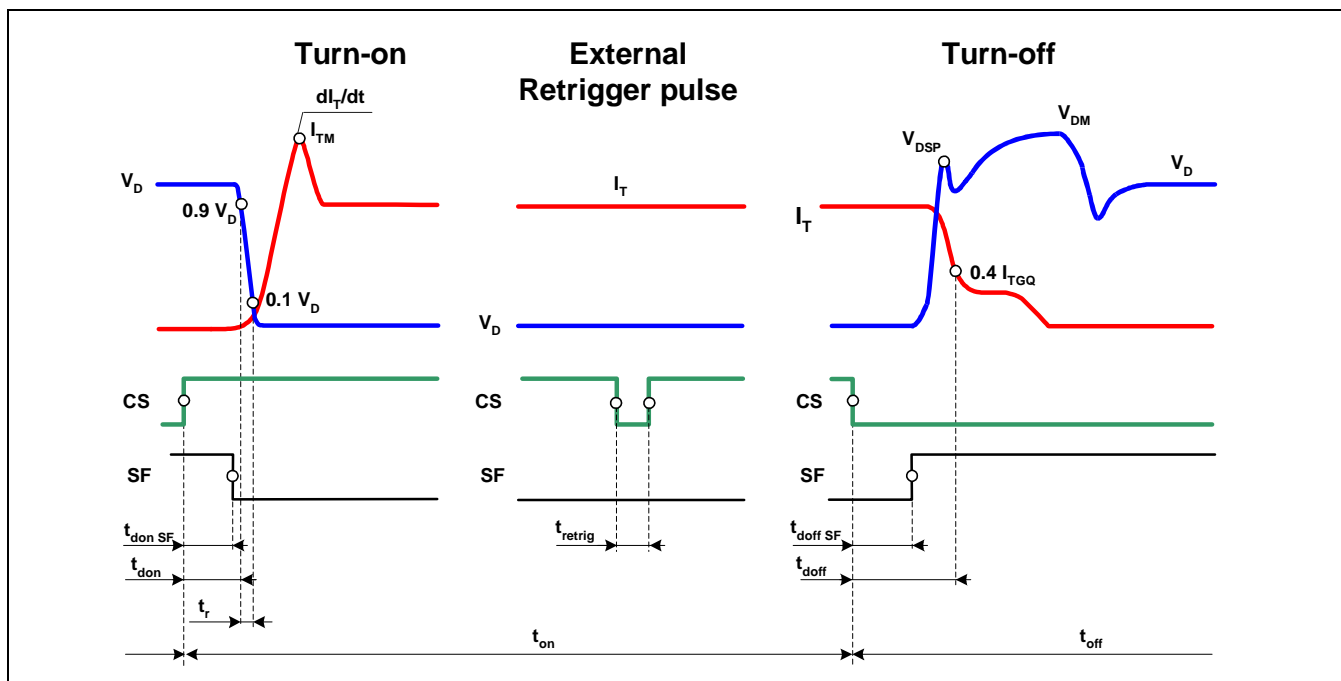 Turn-on
External
Retrigger pulse
Turn-off
dIT/dt
ITM
VD
0.9 VD
0.1 VD
IT
VD
VDSP
VDM
VD
IT
0.4 ITGQ
CS
CS
CS
SF
SF
SF
tdon SF
tdon
tr
tretrig
tdoff SF
tdoff
ton
toff